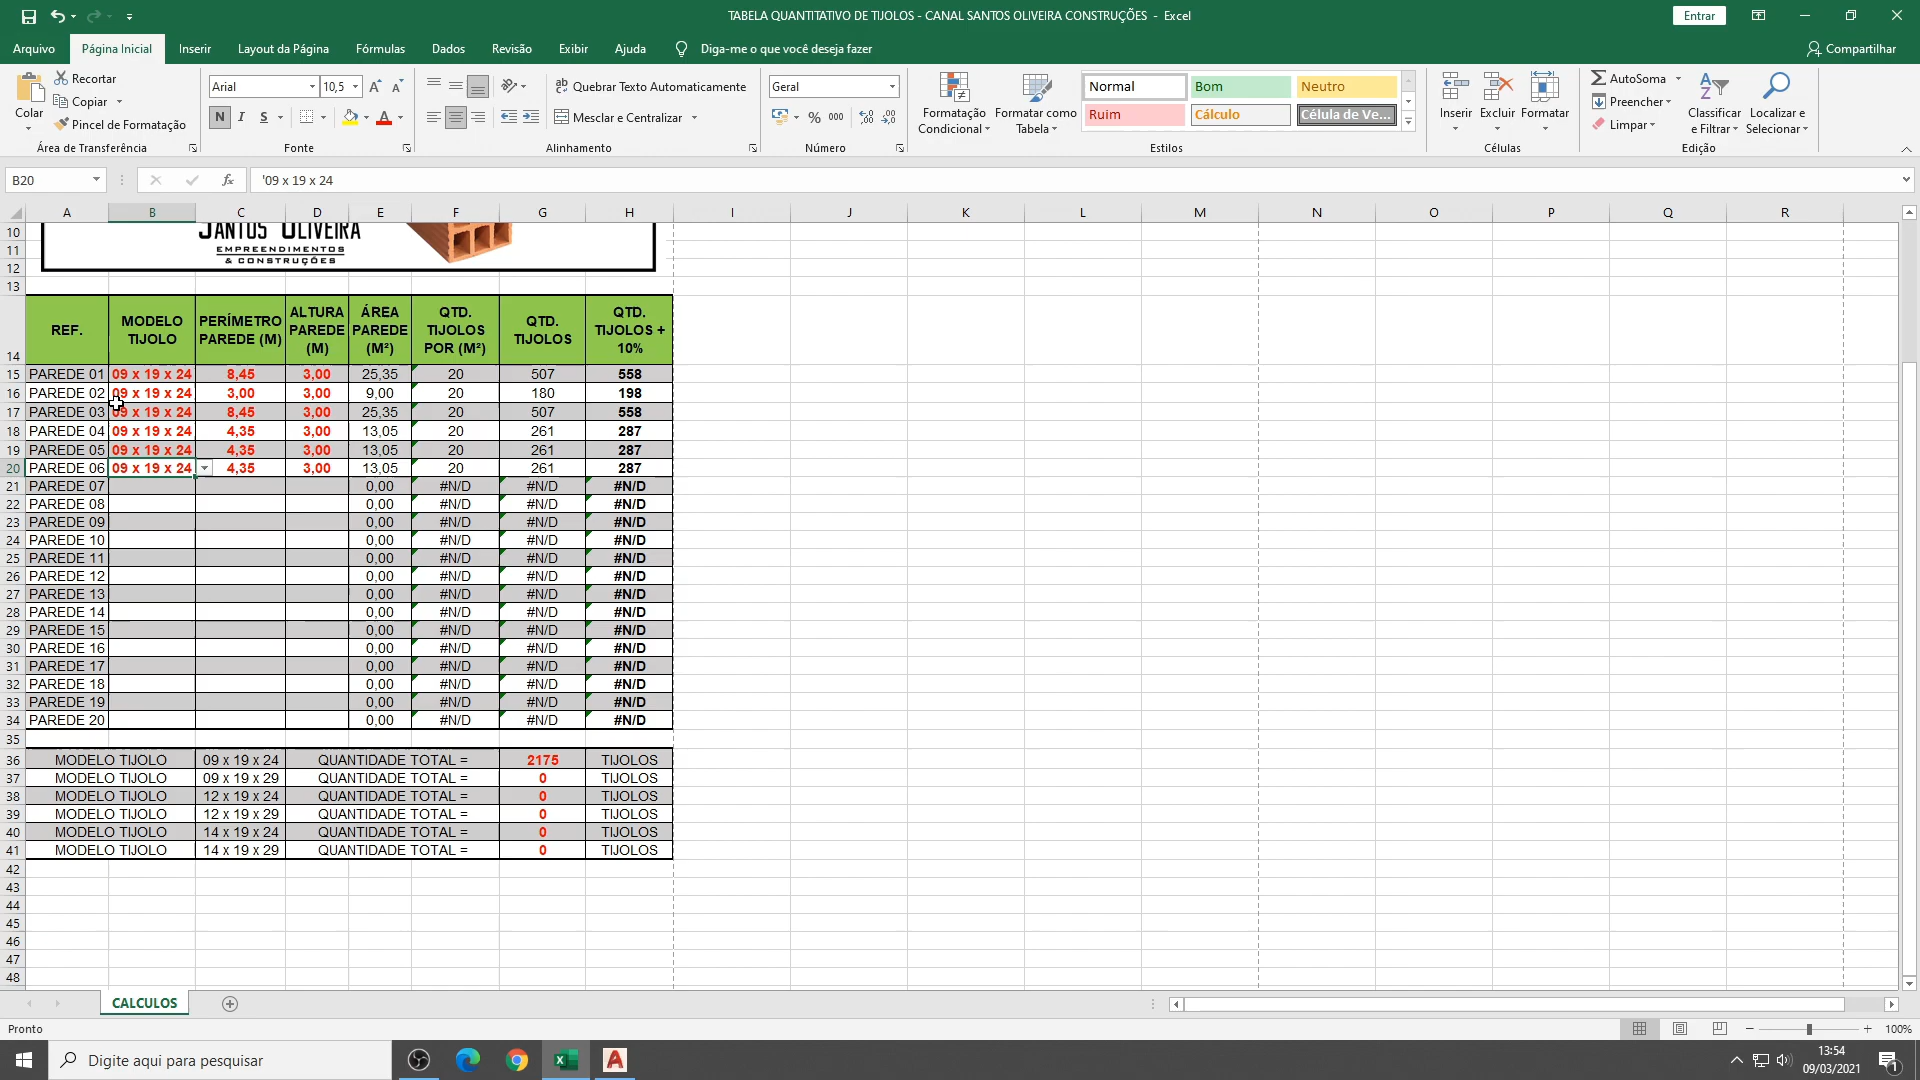 TABELA QUANTITATIVO DE TIJOLOS - CANAL SANTOS OLIVEIRA CONSTRUÇÕES - Excel
Entrar
Arquivo Página Inicial Inserir Layout da Página Fórmulas Dados Revisão Exibir Ajuda Diga-me o que você deseja fazer Compartilhar
Colar
Recortar
Copiar
Pincel de Formatação
Área de Transferência
Arial 10,5
N I S
Fonte
Quebrar Texto Automaticamente
Mesclar e Centralizar
Alinhamento
Geral
% 000
Número
Formatação Condicional
Formatar como Tabela
Normal Bom Neutro
Ruim Cálculo Célula de Ve...
Estilos
Inserir Excluir Formatar
Células
AutoSoma
Preencher
Limpar
Classificar e Filtrar
Localizar e Selecionar
Edição
B20 fx '09 x 19 x 24
A B C D E F G H I J K L M N O P Q R
10 SANTOS OLIVEIRA
11 EMPREENDIMENTOS
12 & CONSTRUÇÕES
13
14 REF. MODELO TIJOLO PERÍMETRO PAREDE (M) ALTURA PAREDE (M) ÁREA PAREDE (M²) QTD. TIJOLOS POR (M²) QTD. TIJOLOS QTD. TIJOLOS + 10%
15 PAREDE 01 09 x 19 x 24 8,45 3,00 25,35 20 507 558
16 PAREDE 02 09 x 19 x 24 3,00 3,00 9,00 20 180 198
17 PAREDE 03 09 x 19 x 24 8,45 3,00 25,35 20 507 558
18 PAREDE 04 09 x 19 x 24 4,35 3,00 13,05 20 261 287
19 PAREDE 05 09 x 19 x 24 4,35 3,00 13,05 20 261 287
20 PAREDE 06 09 x 19 x 24 4,35 3,00 13,05 20 261 287
21 PAREDE 07 0,00 #N/D #N/D #N/D
22 PAREDE 08 0,00 #N/D #N/D #N/D
23 PAREDE 09 0,00 #N/D #N/D #N/D
24 PAREDE 10 0,00 #N/D #N/D #N/D
25 PAREDE 11 0,00 #N/D #N/D #N/D
26 PAREDE 12 0,00 #N/D #N/D #N/D
27 PAREDE 13 0,00 #N/D #N/D #N/D
28 PAREDE 14 0,00 #N/D #N/D #N/D
29 PAREDE 15 0,00 #N/D #N/D #N/D
30 PAREDE 16 0,00 #N/D #N/D #N/D
31 PAREDE 17 0,00 #N/D #N/D #N/D
32 PAREDE 18 0,00 #N/D #N/D #N/D
33 PAREDE 19 0,00 #N/D #N/D #N/D
34 PAREDE 20 0,00 #N/D #N/D #N/D
35
36 MODELO TIJOLO 09 x 19 x 24 QUANTIDADE TOTAL = 2175 TIJOLOS
37 MODELO TIJOLO 09 x 19 x 29 QUANTIDADE TOTAL = 0 TIJOLOS
38 MODELO TIJOLO 12 x 19 x 24 QUANTIDADE TOTAL = 0 TIJOLOS
39 MODELO TIJOLO 12 x 19 x 29 QUANTIDADE TOTAL = 0 TIJOLOS
40 MODELO TIJOLO 14 x 19 x 24 QUANTIDADE TOTAL = 0 TIJOLOS
41 MODELO TIJOLO 14 x 19 x 29 QUANTIDADE TOTAL = 0 TIJOLOS
42
43
44
45
46
47
48
CALCULOS
Pronto 100%
Digite aqui para pesquisar
13:54
09/03/2021
1